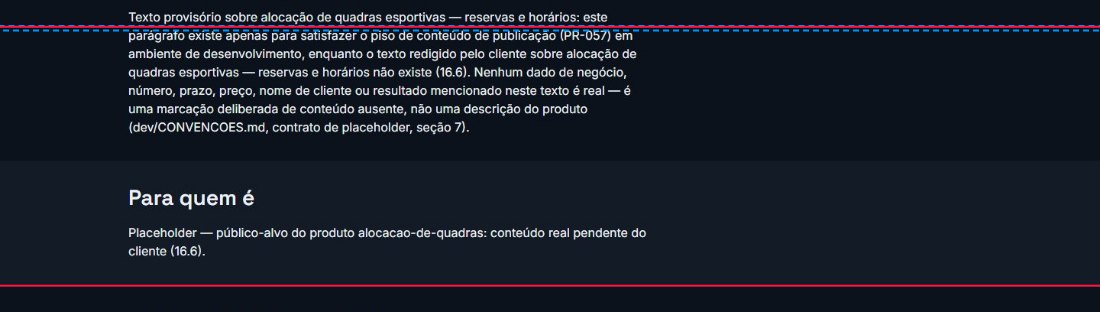 Texto provisório sobre alocação de quadras esportivas — reservas e horários: este
parágrafo existe apenas para satisfazer o piso de conteúdo de publicação (PR-057) em
ambiente de desenvolvimento, enquanto o texto redigido pelo cliente sobre alocação de
quadras esportivas — reservas e horários não existe (16.6). Nenhum dado de negócio,
número, prazo, preço, nome de cliente ou resultado mencionado neste texto é real — é
uma marcação deliberada de conteúdo ausente, não uma descrição do produto
(dev/CONVENCOES.md, contrato de placeholder, seção 7).
Para quem é
Placeholder — público-alvo do produto alocacao-de-quadras: conteúdo real pendente do
cliente (16.6).